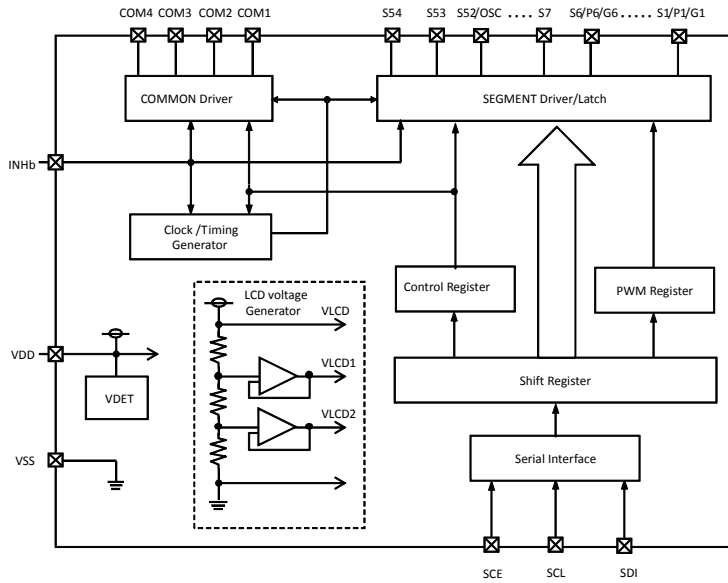 COM4 COM3 COM2 COM1 S54 S53 S52/OSC .... S7 S6/P6/G6 ..... S1/P1/G1
COMMON Driver
SEGMENT Driver/Latch
INHb
Clock /Timing
Generator
Control Register
PWM Register
LCD voltage
Generator
VLCD
VDD
VLCD1
VDET
Shift Register
VLCD2
VSS
Serial Interface
SCE SCL SDI